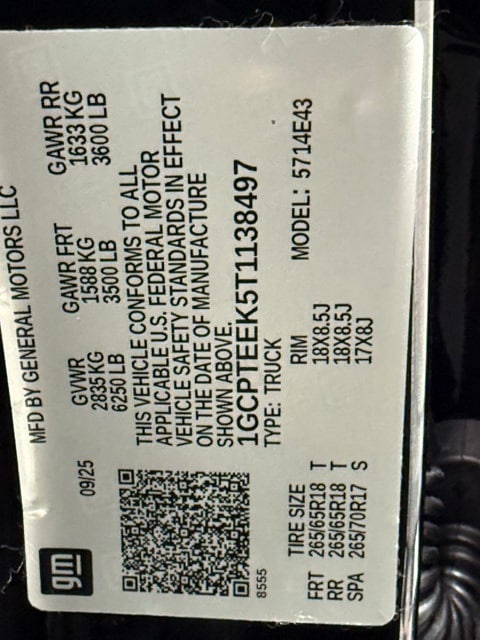 gm
MFD BY GENERAL MOTORS LLC
09/25
GVWR GAWR FRT GAWR RR
2835 KG 1588 KG 1633 KG
6250 LB 3500 LB 3600 LB
THIS VEHICLE CONFORMS TO ALL
APPLICABLE U.S. FEDERAL MOTOR
VEHICLE SAFETY STANDARDS IN EFFECT
ON THE DATE OF MANUFACTURE
SHOWN ABOVE.
1GCPTEEK5T1138497
8555
TYPE: TRUCK
TIRE SIZE RIM MODEL: 5714E43
FRT 265/65R18 T 18X8.5J
RR 265/65R18 T 18X8.5J
SPA 265/70R17 S 17X8J